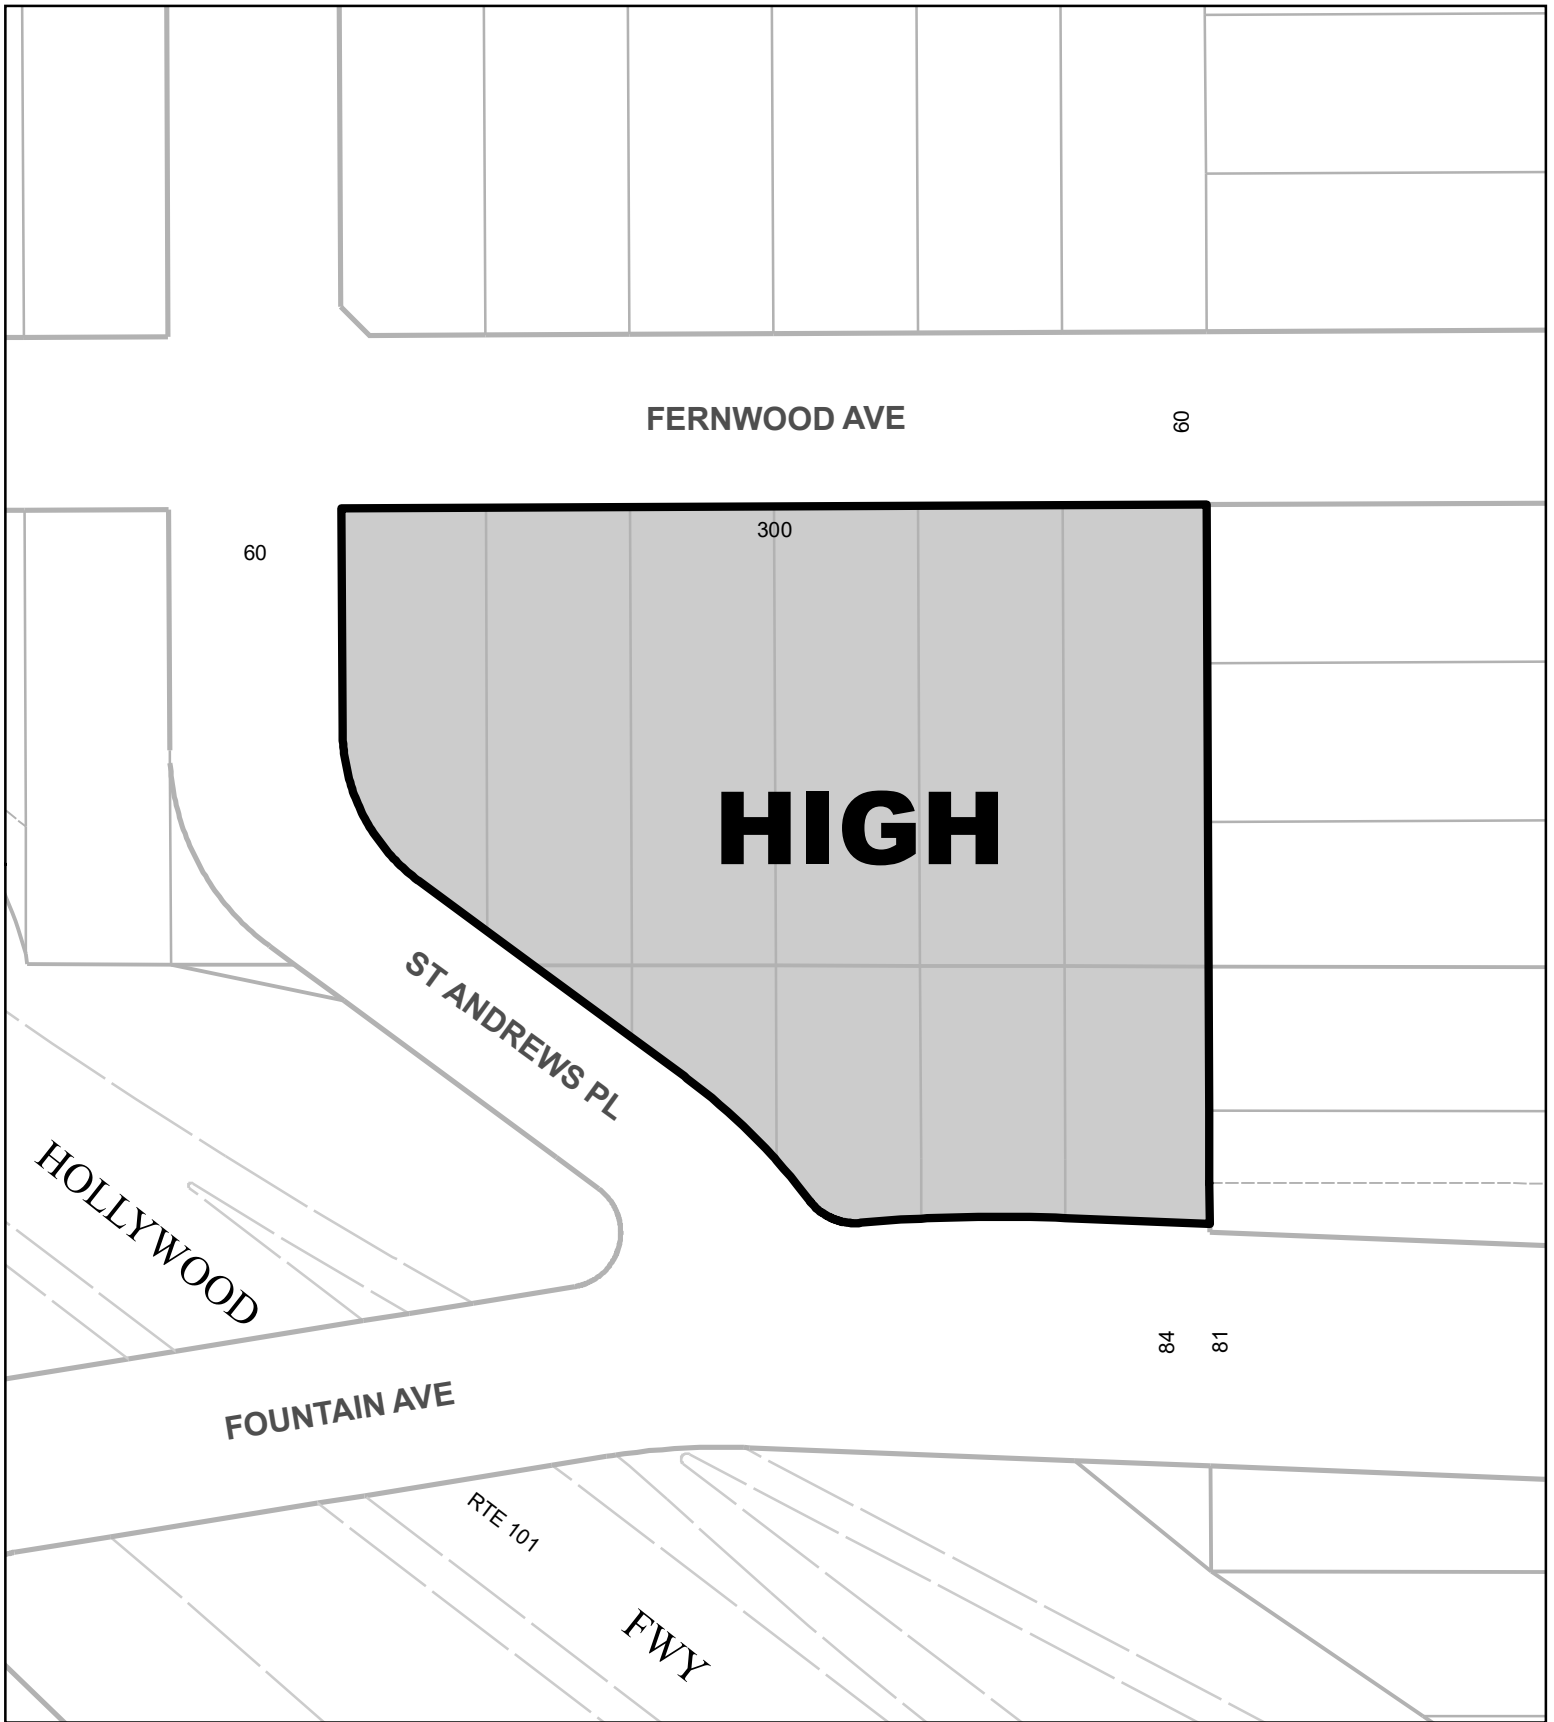 FERNWOOD AVE
60
300
60
HIGH
ST ANDREWS PL
HOLLYWOOD
84
81
FOUNTAIN AVE
RTE 101
FWY